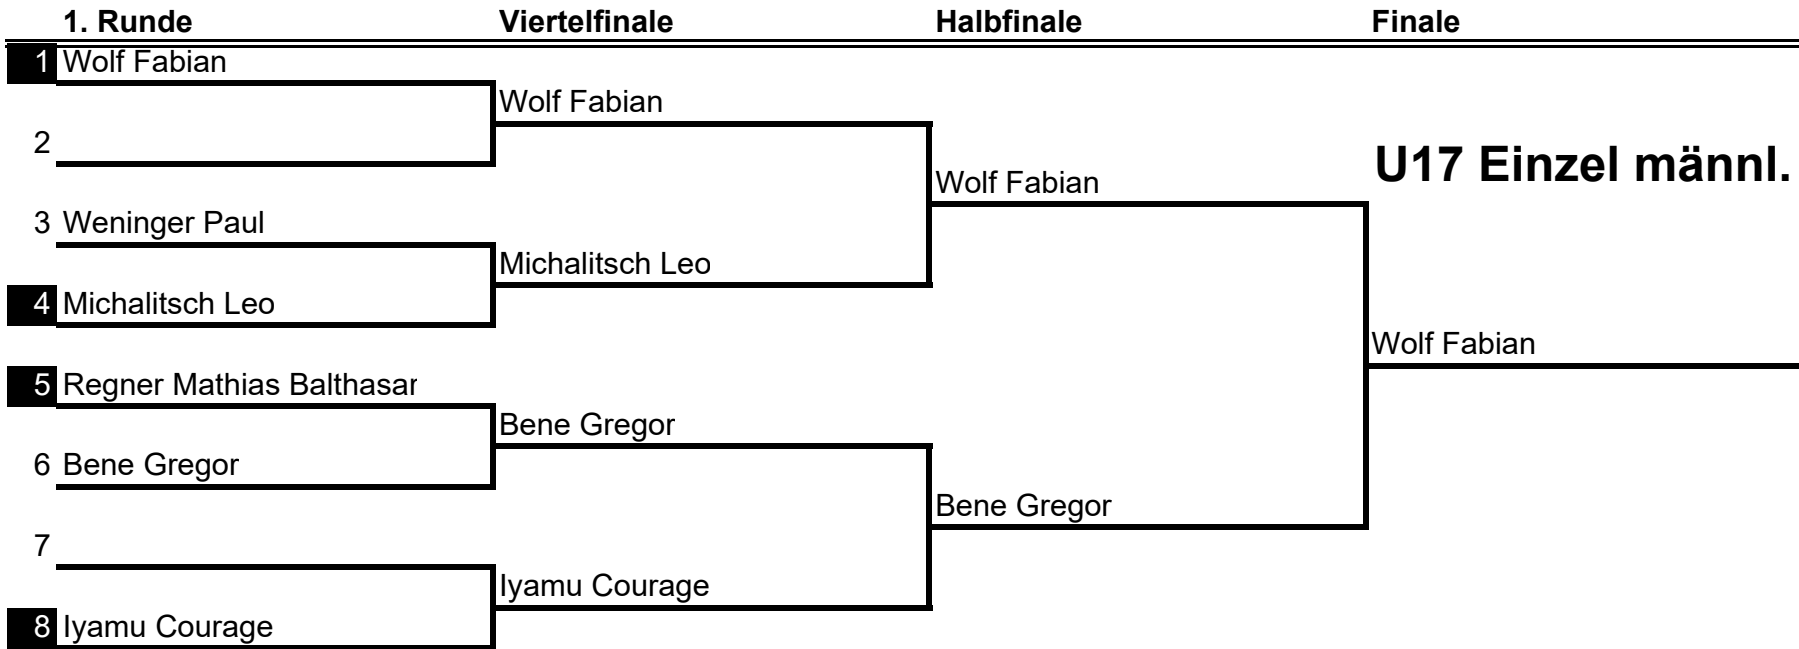 1. Runde Viertelfinale Halbfinale Finale
1 Wolf Fabian
Wolf Fabian
2
U17 Einzel männl.
Wolf Fabian
3 Weninger Paul
Michalitsch Leo
4 Michalitsch Leo
Wolf Fabian
5 Regner Mathias Balthasar
Bene Gregor
6 Bene Gregor
Bene Gregor
7
Iyamu Courage
8 Iyamu Courage